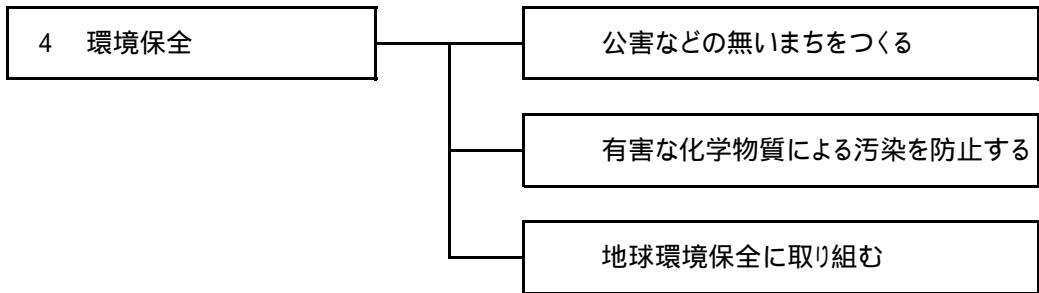 4 環境保全
公害などの無いまちをつくる
有害な化学物質による汚染を防止する
地球環境保全に取り組む